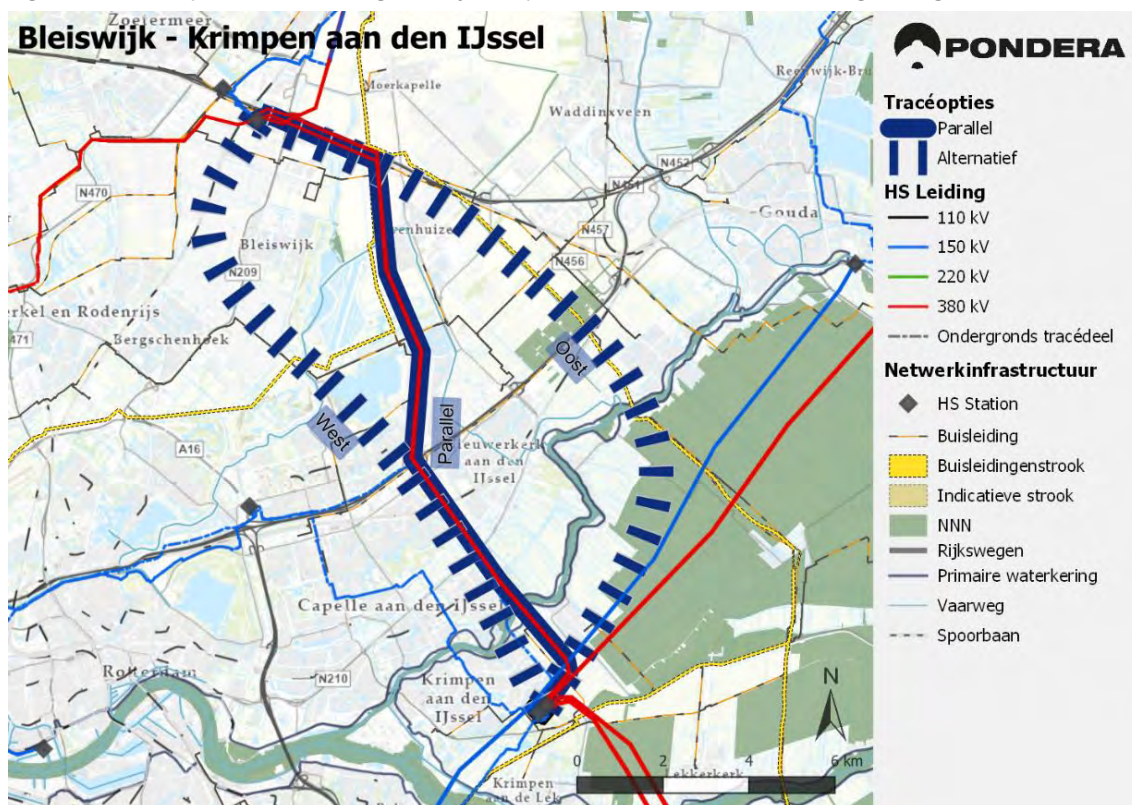 Bleiswijk - Krimpen aan den IJssel
Zoetermeer
Moerkapelle
Waddinxveen
N452
N451
Gouda
N470
N457
N456
Bleiswijk
N209
Bergschenhoek
471
A16
West
Parallel
Oost
aan den
IJssel
Capelle aan den IJssel
Rotterdam
N210
Krimpen
aan den
IJssel
Krimpen
aan de Lek
N
0 2 4 6 km
PONDERA
Tracéopties
Parallel
Alternatief
HS Leiding
110 kV
150 kV
220 kV
380 kV
Ondergronds tracédeel
Netwerkinfrastructuur
HS Station
Buisleiding
Buisleidingenstrook
Indicatieve strook
NNN
Rijkswegen
Primaire waterkering
Vaarweg
Spoorbaan